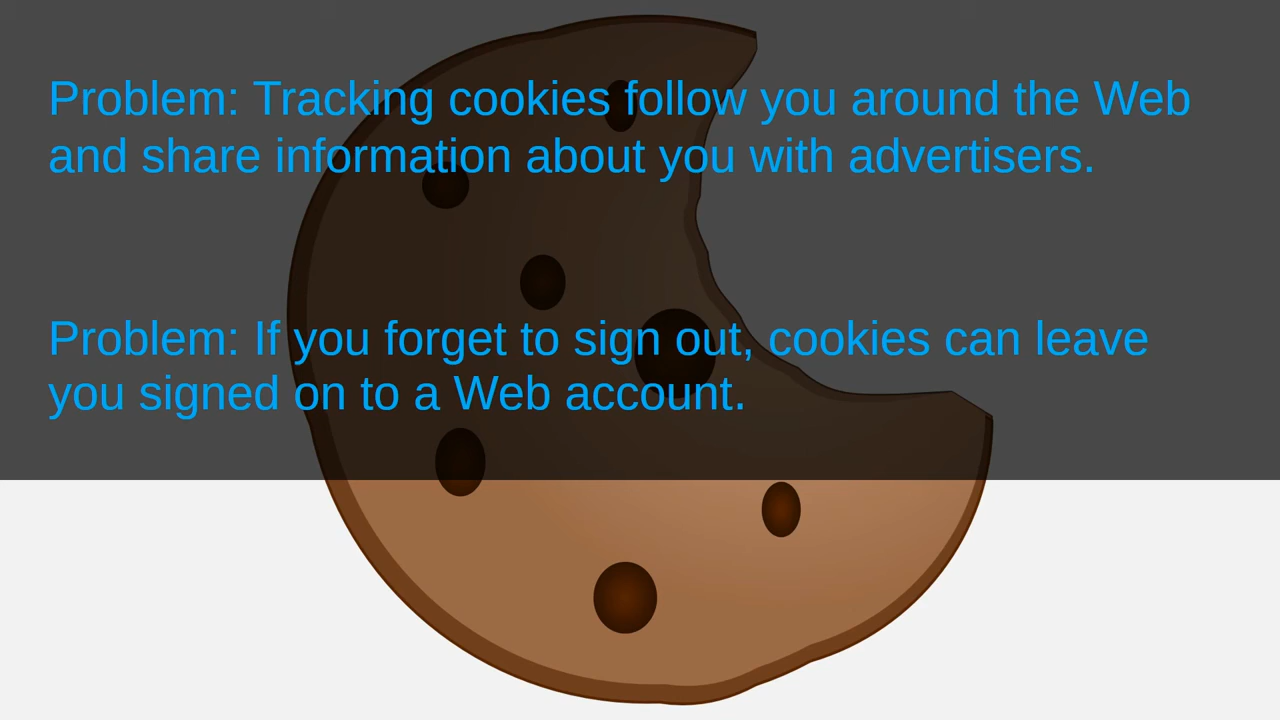 Problem: Tracking cookies follow you around the Web
and share information about you with advertisers.
Problem: If you forget to sign out, cookies can leave
you signed on to a Web account.